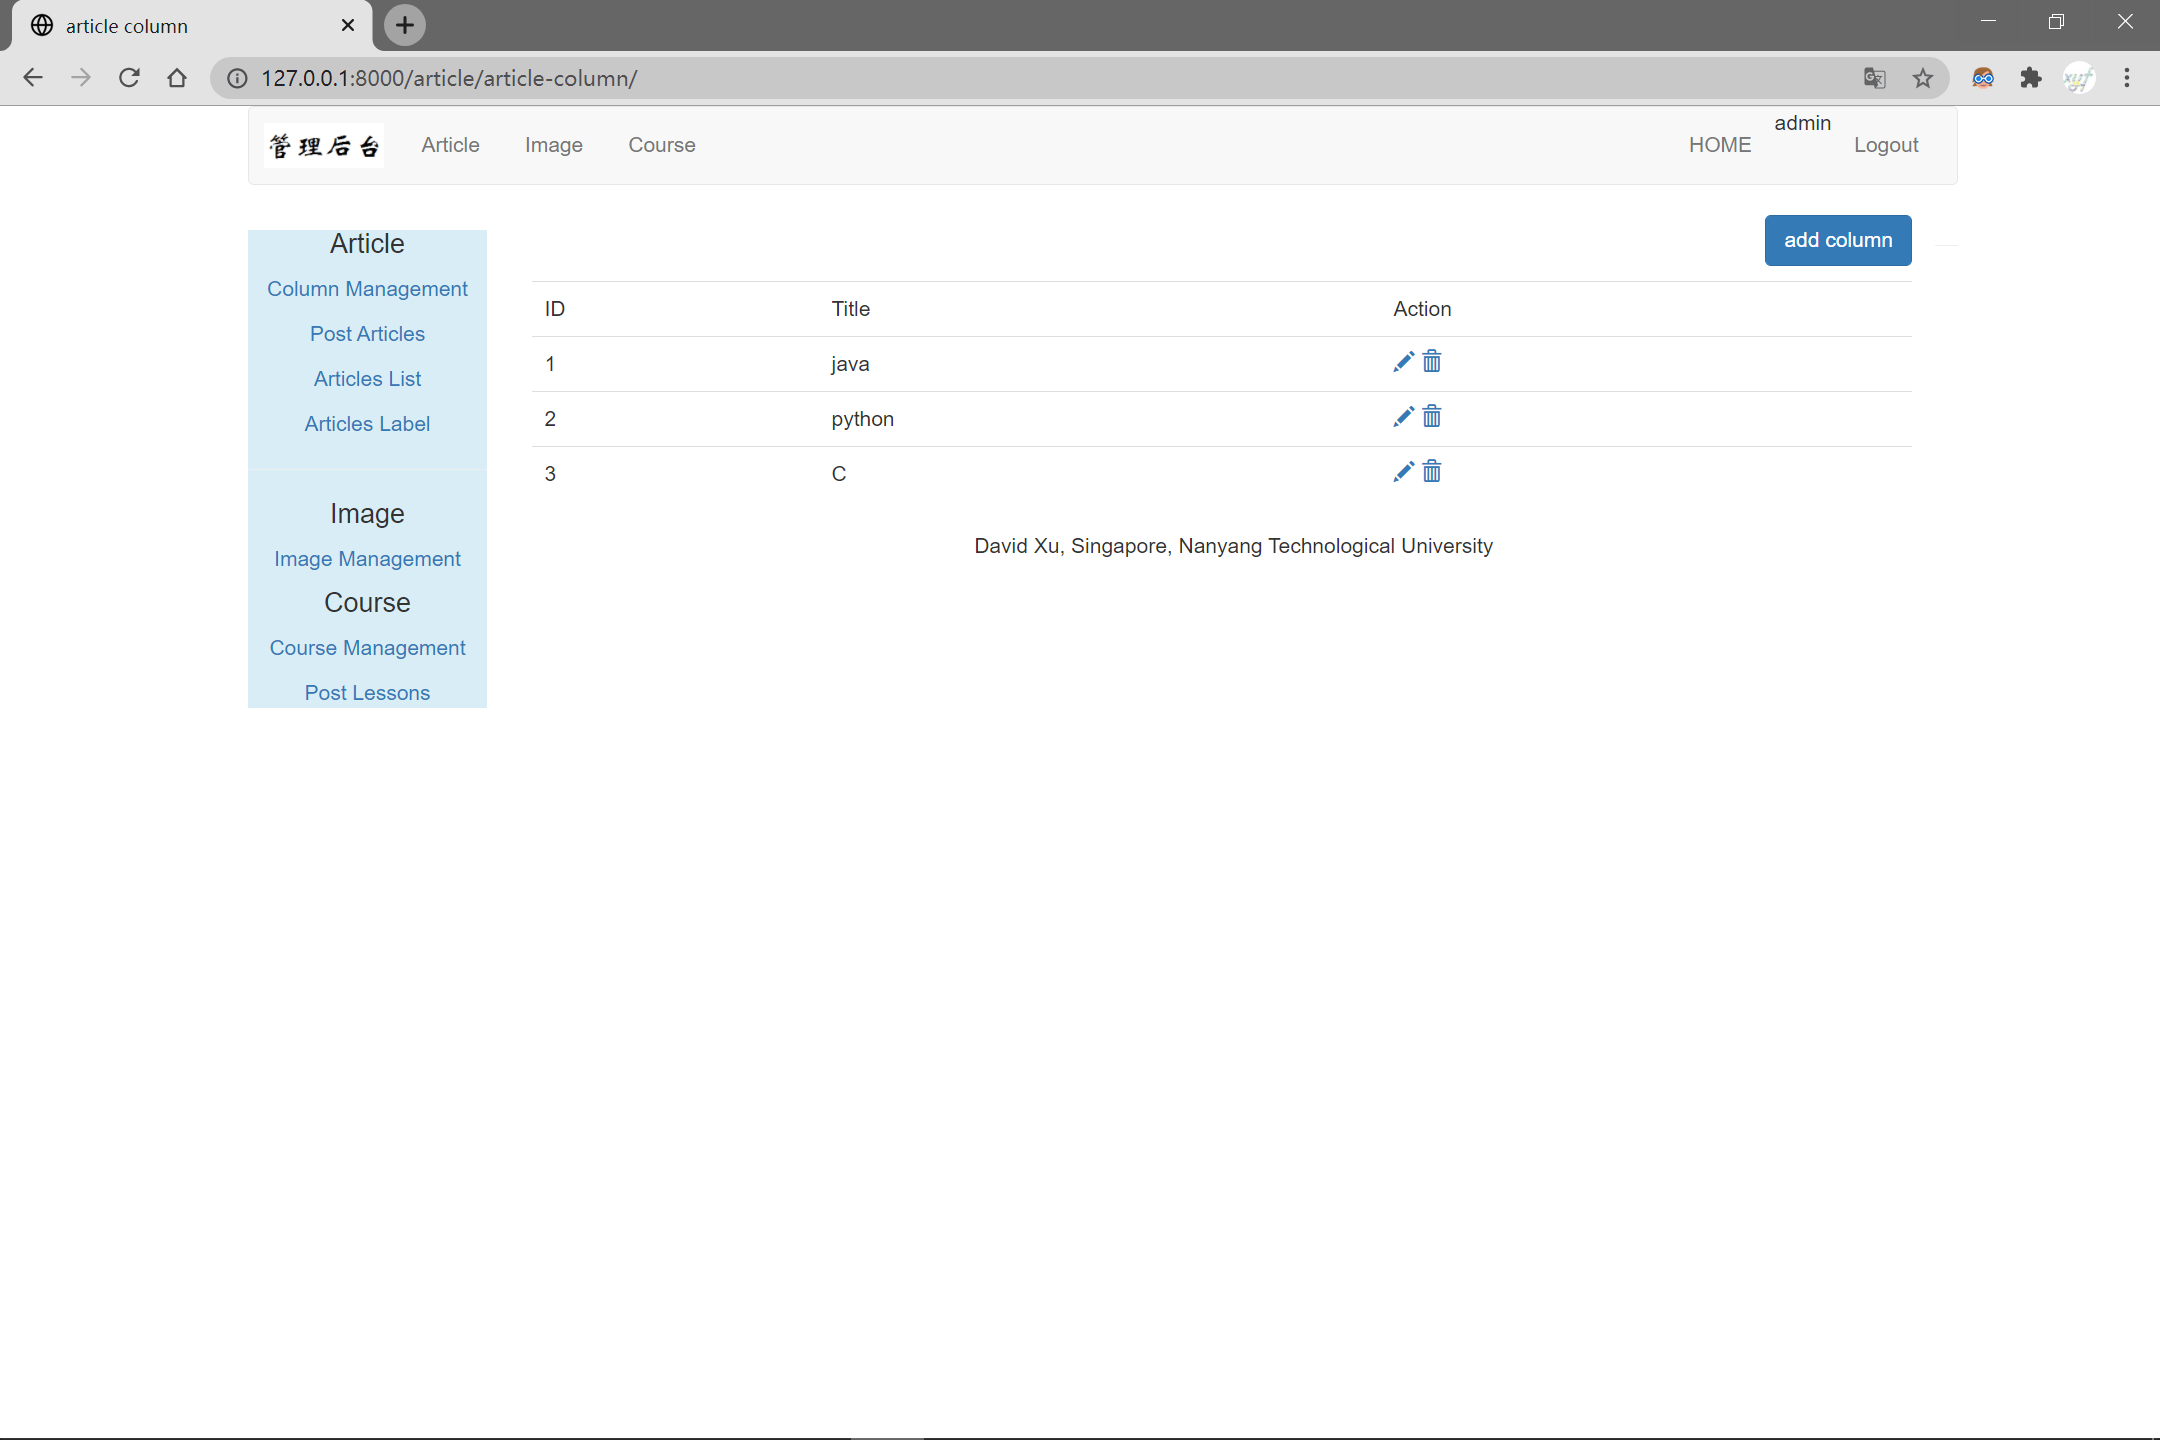 article column
127.0.0.1:8000/article/article-column/
管理后台 Article Image Course HOME admin Logout
add column
Article
Column Management
Post Articles
Articles List
Articles Label
Image
Image Management
Course
Course Management
Post Lessons
ID Title Action
1 java
2 python
3 C
David Xu, Singapore, Nanyang Technological University